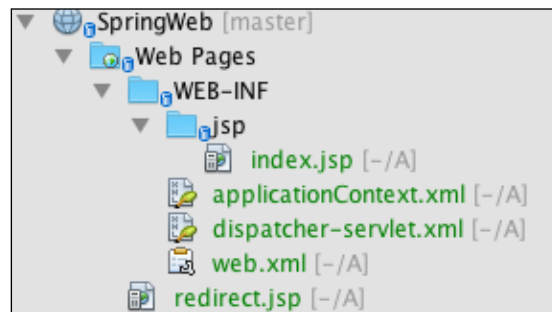 SpringWeb [master]
Web Pages
WEB-INF
jsp
index.jsp [-/A]
applicationContext.xml [-/A]
dispatcher-servlet.xml [-/A]
web.xml [-/A]
redirect.jsp [-/A]